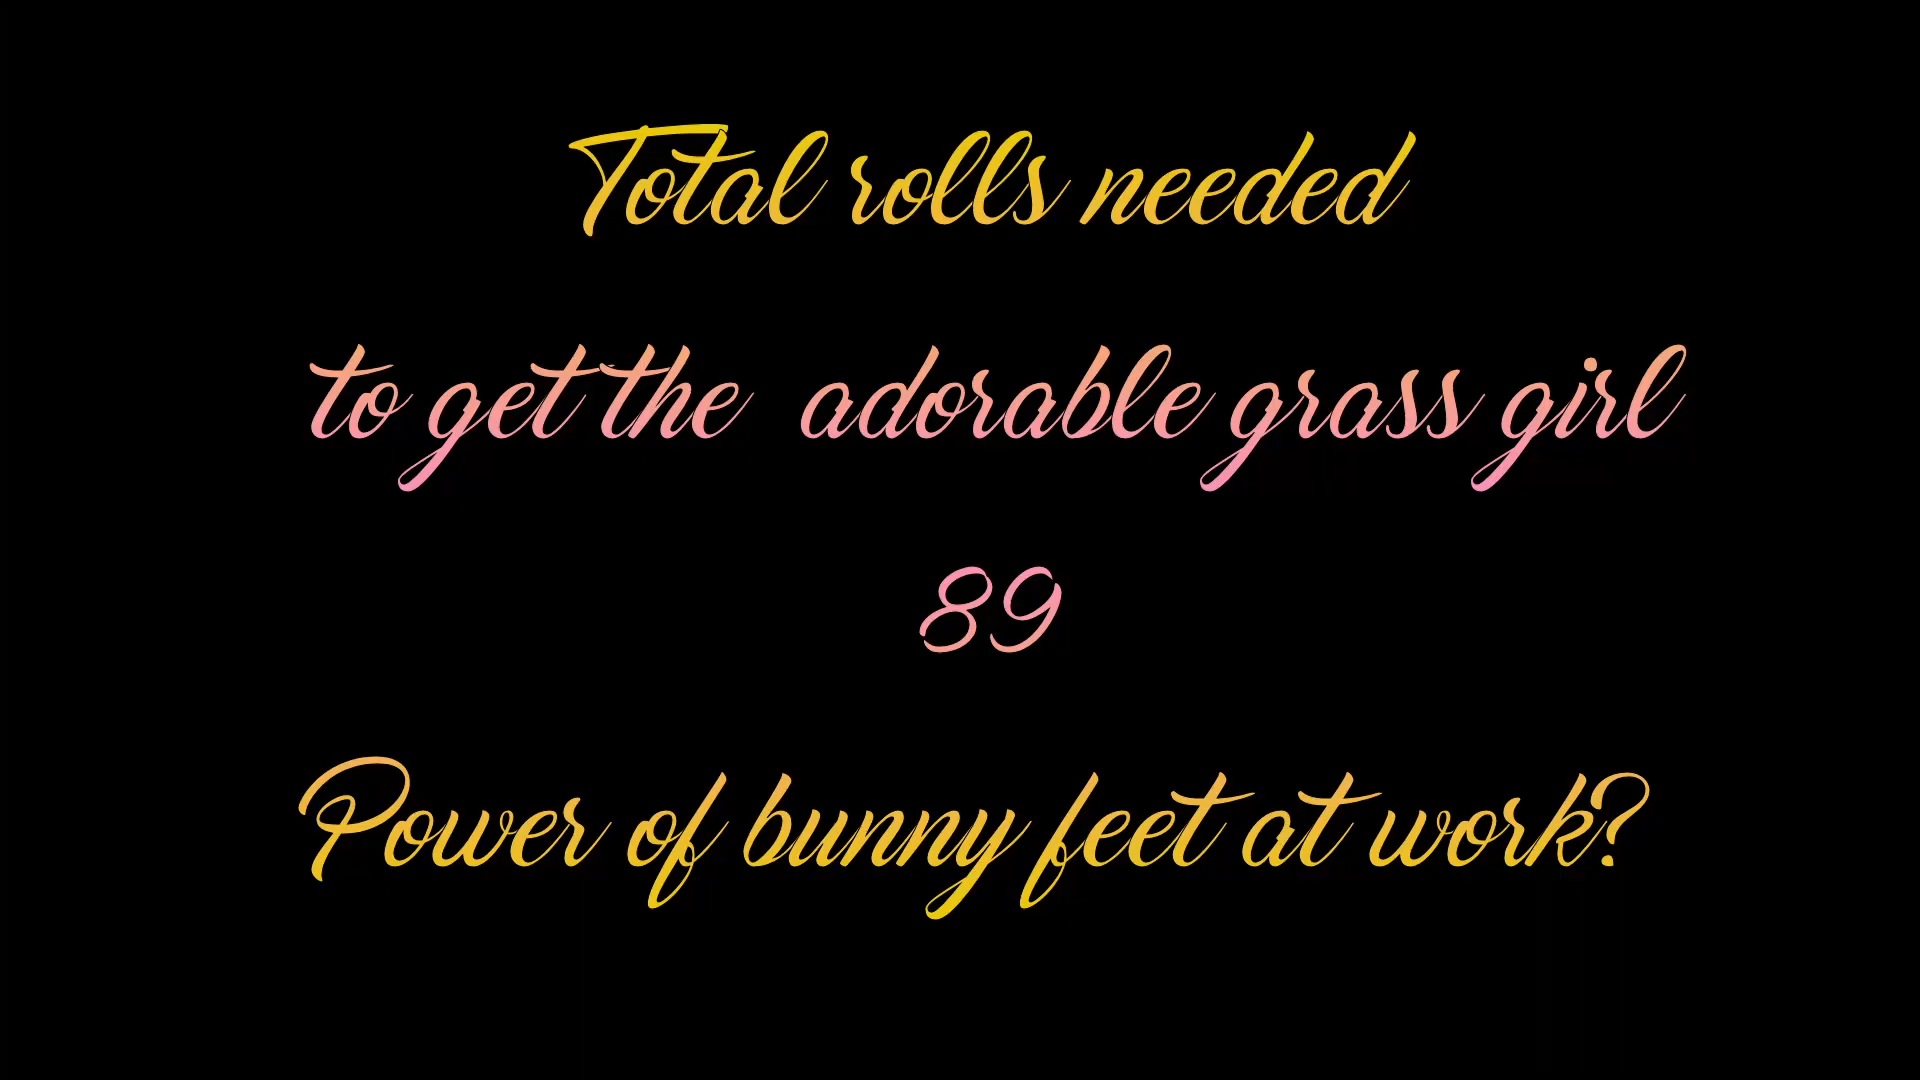 Total rolls needed
to get the adorable grass girl
89
Power of bunny feet at work?